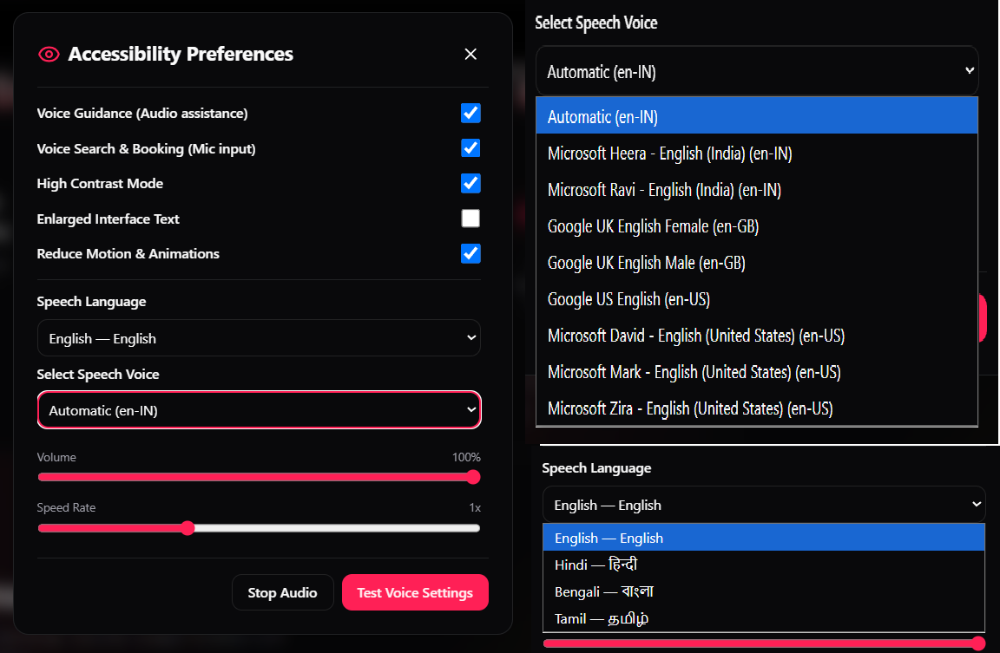 Accessibility Preferences
Voice Guidance (Audio assistance)
Voice Search & Booking (Mic input)
High Contrast Mode
Enlarged Interface Text
Reduce Motion & Animations
Speech Language
English — English
Select Speech Voice
Automatic (en-IN)
Volume 100%
Speed Rate 1x
Stop Audio Test Voice Settings
Select Speech Voice
Automatic (en-IN)
Automatic (en-IN)
Microsoft Heera - English (India) (en-IN)
Microsoft Ravi - English (India) (en-IN)
Google UK English Female (en-GB)
Google UK English Male (en-GB)
Google US English (en-US)
Microsoft David - English (United States) (en-US)
Microsoft Mark - English (United States) (en-US)
Microsoft Zira - English (United States) (en-US)
Speech Language
English — English
English — English
Hindi — हिन्दी
Bengali — বাংলা
Tamil — தமிழ்